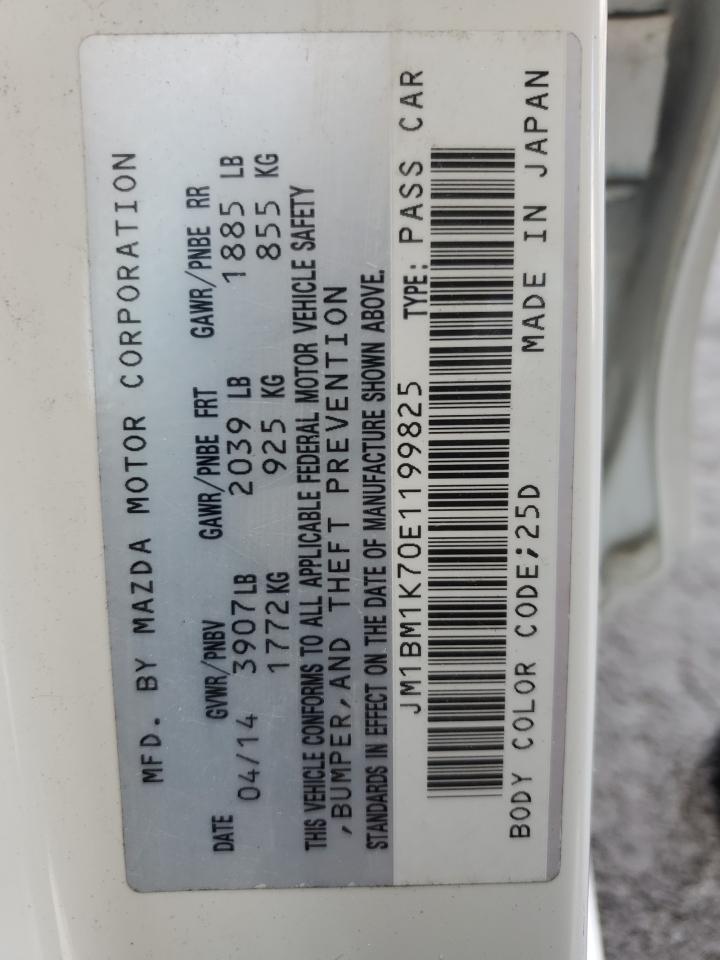 MFD. BY MAZDA MOTOR CORPORATION
DATE GVWR/PNBV GAWR/PNBE FRT GAWR/PNBE RR
04/14 3907LB 2039 LB 1885 LB
1772KG 925 KG 855 KG
THIS VEHICLE CONFORMS TO ALL APPLICABLE FEDERAL MOTOR VEHICLE SAFETY
,BUMPER,AND THEFT PREVENTION
STANDARDS IN EFFECT ON THE DATE OF MANUFACTURE SHOWN ABOVE.
JM1BM1K70E1199825 TYPE: PASS CAR
BODY COLOR CODE;25D MADE IN JAPAN